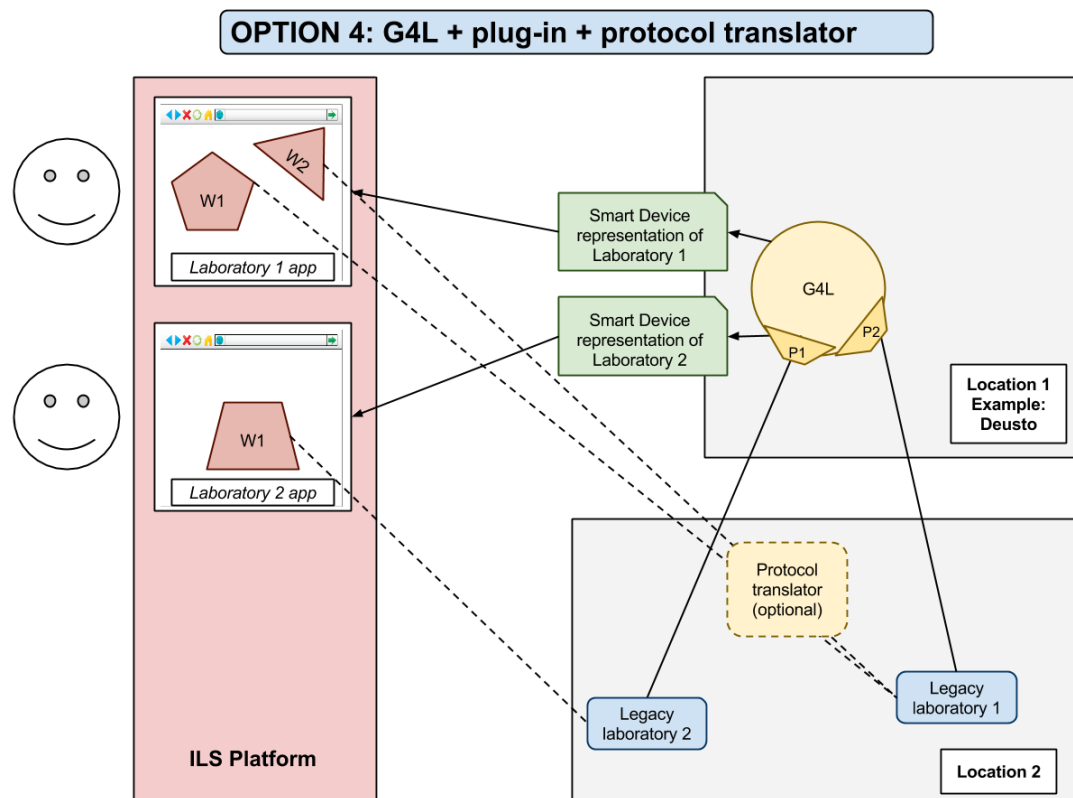 OPTION 4: G4L + plug-in + protocol translator
W1
W2
Laboratory 1 app
Smart Device
representation of
Laboratory 1
G4L
P1
P2
Smart Device
representation of
Laboratory 2
Location 1
Example:
Deusto
W1
Laboratory 2 app
Protocol
translator
(optional)
Legacy
laboratory 1
Legacy
laboratory 2
ILS Platform
Location 2